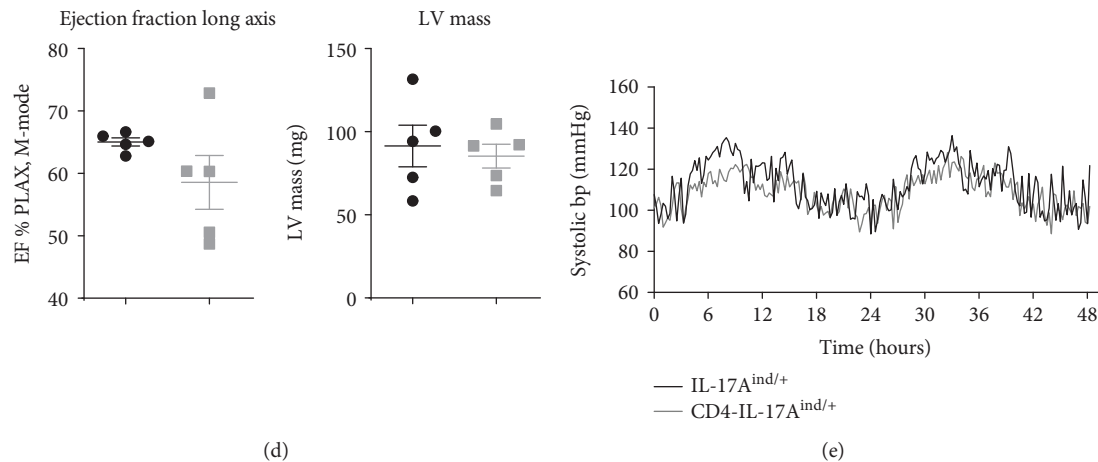 Ejection fraction long axis
EF % PLAX, M-mode
80
70
60
50
40
LV mass
LV mass (mg)
150
100
50
0
Systolic bp (mmHg)
160
140
120
100
80
60
0 6 12 18 24 30 36 42 48
Time (hours)
IL-17A^ind/+
CD4-IL-17A^ind/+
(d)
(e)